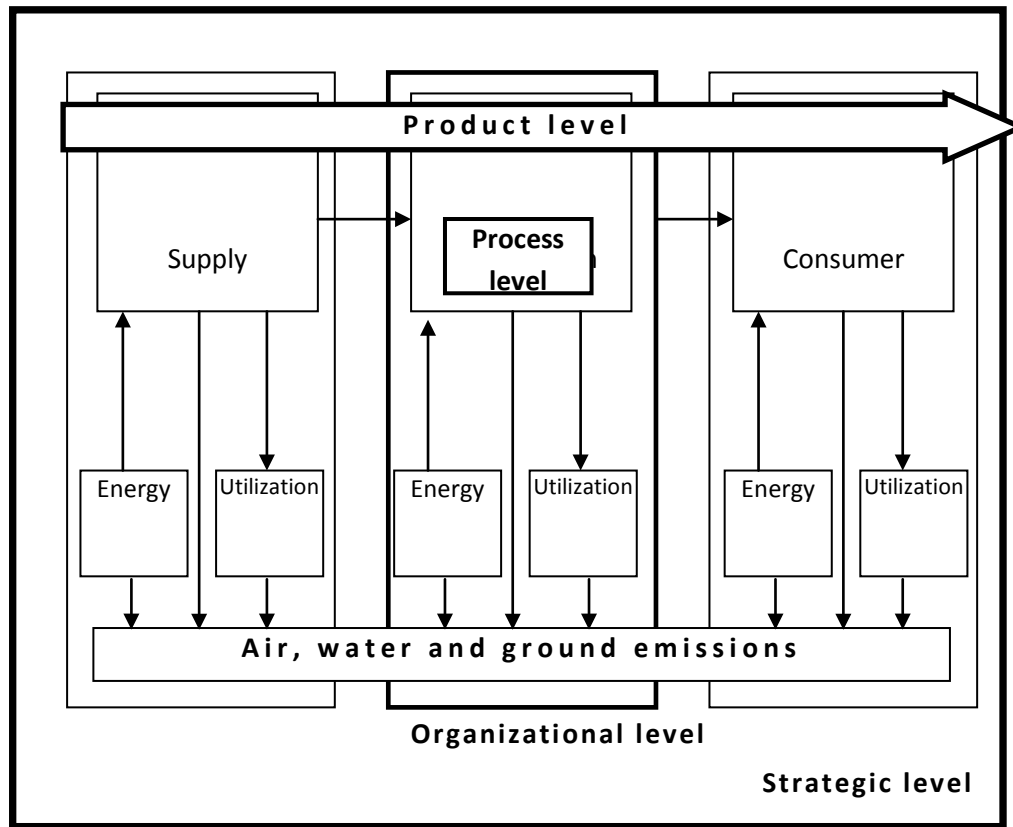 Product level
Supply
Process
level
Consumer
Energy
Utilization
Energy
Utilization
Energy
Utilization
Air, water and ground emissions
Organizational level
Strategic level